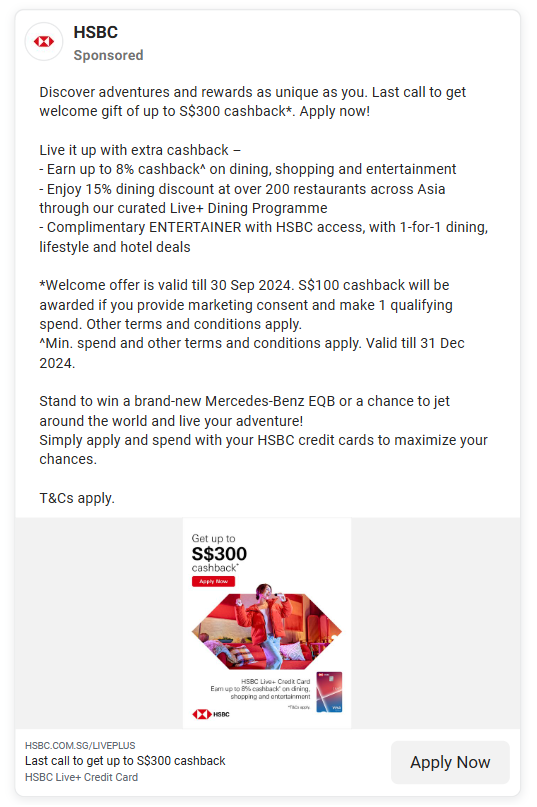 HSBC
Sponsored
Discover adventures and rewards as unique as you. Last call to get
welcome gift of up to S$300 cashback*. Apply now!
Live it up with extra cashback –
- Earn up to 8% cashback^ on dining, shopping and entertainment
- Enjoy 15% dining discount at over 200 restaurants across Asia
through our curated Live+ Dining Programme
- Complimentary ENTERTAINER with HSBC access, with 1-for-1 dining,
lifestyle and hotel deals
*Welcome offer is valid till 30 Sep 2024. S$100 cashback will be
awarded if you provide marketing consent and make 1 qualifying
spend. Other terms and conditions apply.
^Min. spend and other terms and conditions apply. Valid till 31 Dec
2024.
Stand to win a brand-new Mercedes-Benz EQB or a chance to jet
around the world and live your adventure!
Simply apply and spend with your HSBC credit cards to maximize your
chances.
T&Cs apply.
Get up to
S$300
cashback*
Apply Now
HSBC Live+ Credit Card
Earn up to 8% cashback^ on dining,
shopping and entertainment
*T&Cs apply.
HSBC
VISA
HSBC.COM.SG/LIVEPLUS
Last call to get up to S$300 cashback
HSBC Live+ Credit Card
Apply Now